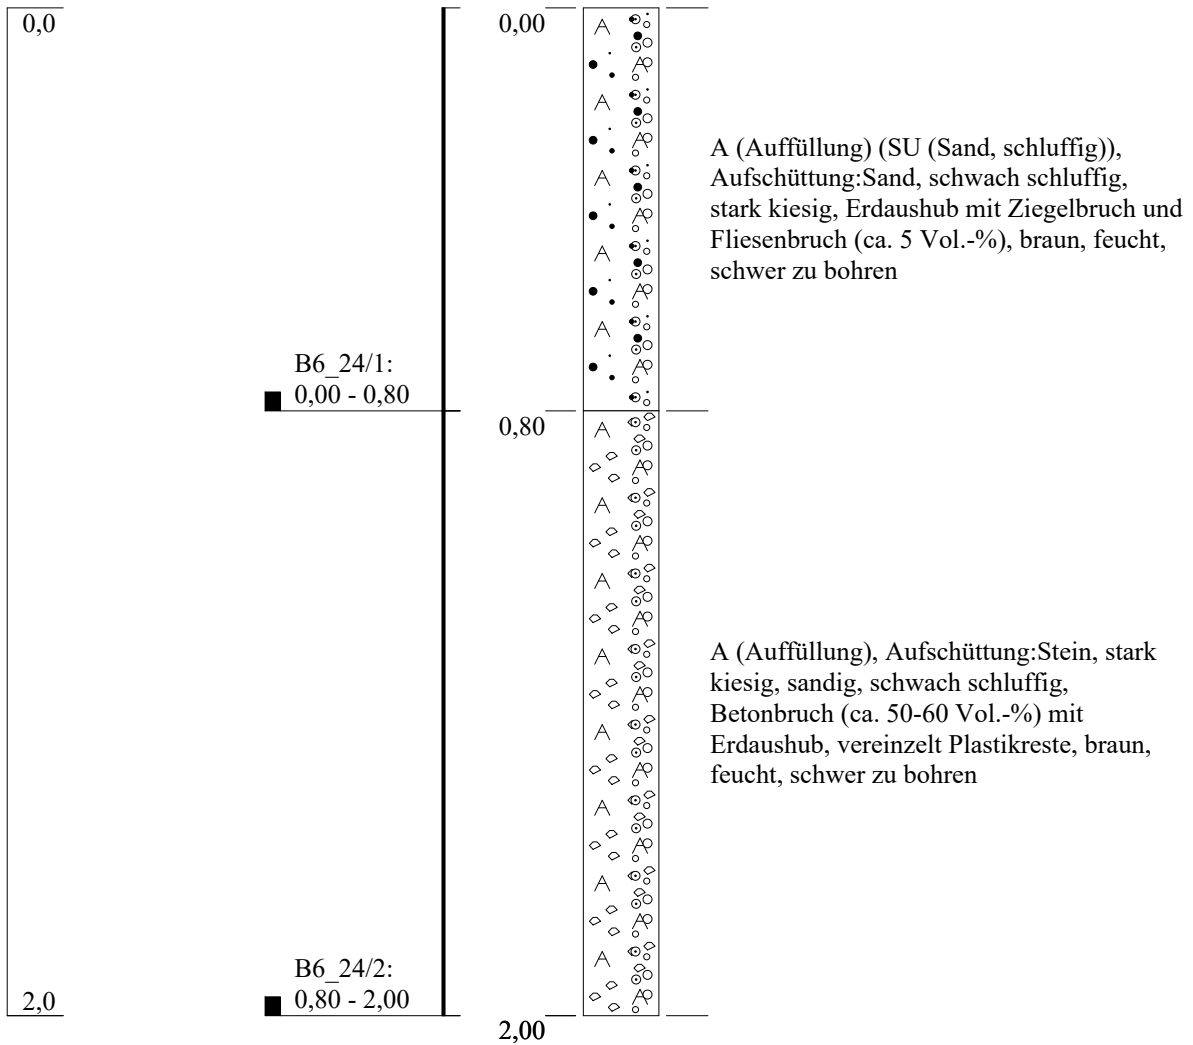 0,0
0,00
A (Auffüllung) (SU (Sand, schluffig)),
Aufschüttung:Sand, schwach schluffig,
stark kiesig, Erdaushub mit Ziegelbruch und
Fliesenbruch (ca. 5 Vol.-%), braun, feucht,
schwer zu bohren
B6_24/1:
0,00 - 0,80
0,80
A (Auffüllung), Aufschüttung:Stein, stark
kiesig, sandig, schwach schluffig,
Betonbruch (ca. 50-60 Vol.-%) mit
Erdaushub, vereinzelt Plastikreste, braun,
feucht, schwer zu bohren
B6_24/2:
0,80 - 2,00
2,0
2,00